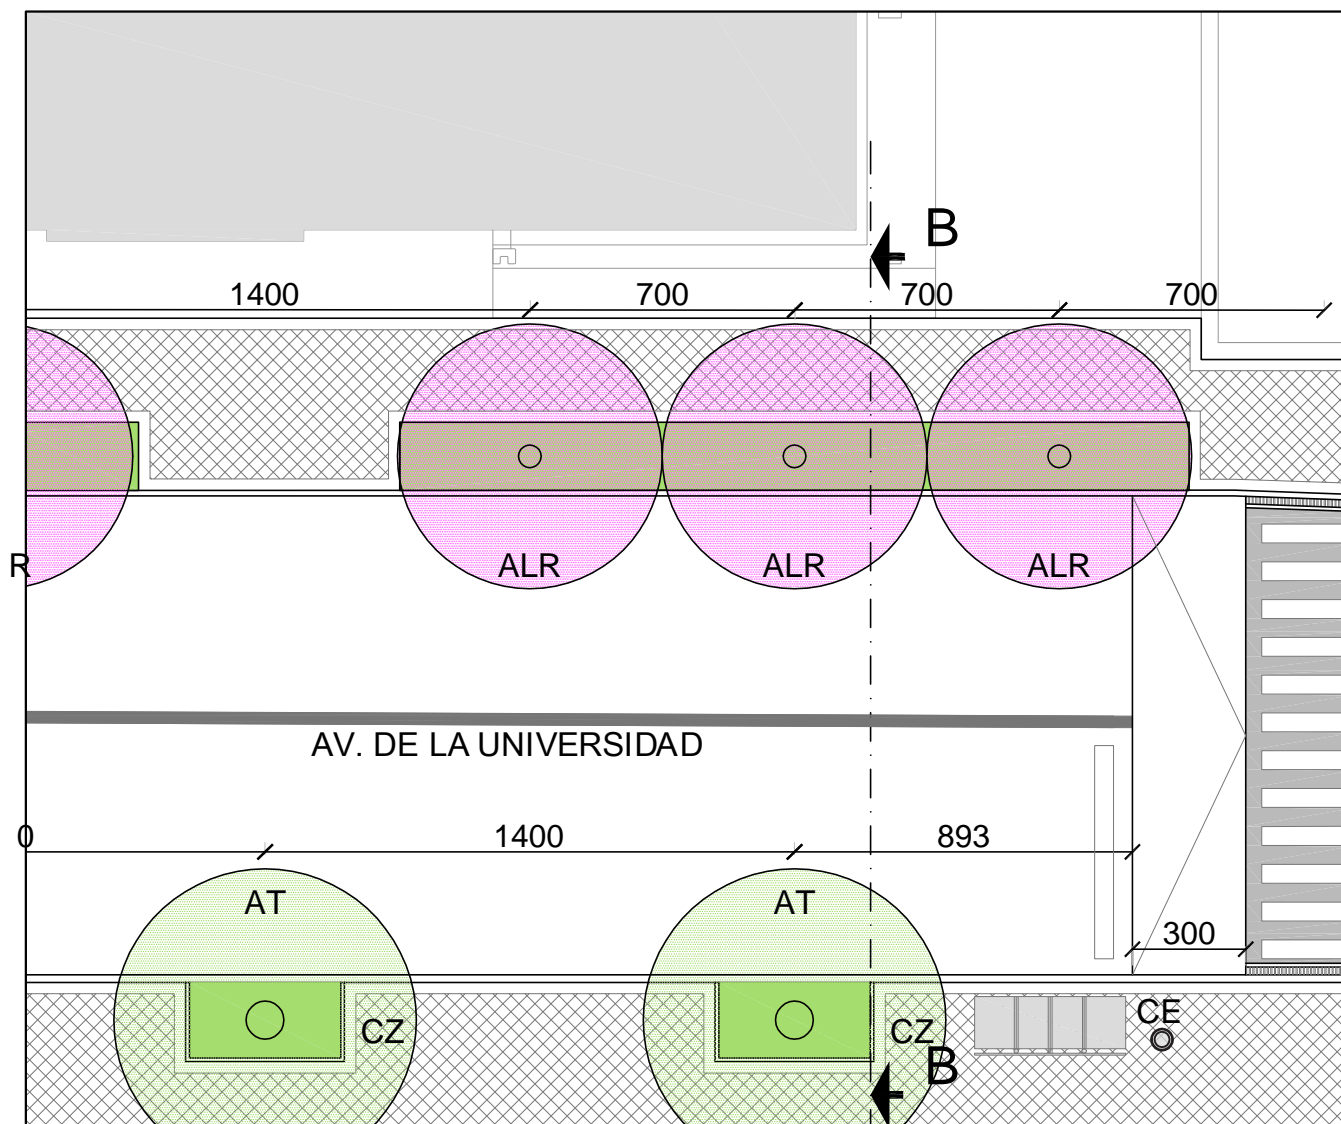 B
1400 700 700 700
R ALR ALR ALR
AV. DE LA UNIVERSIDAD
0 1400 893
AT AT
300
CE
CZ CZ
B